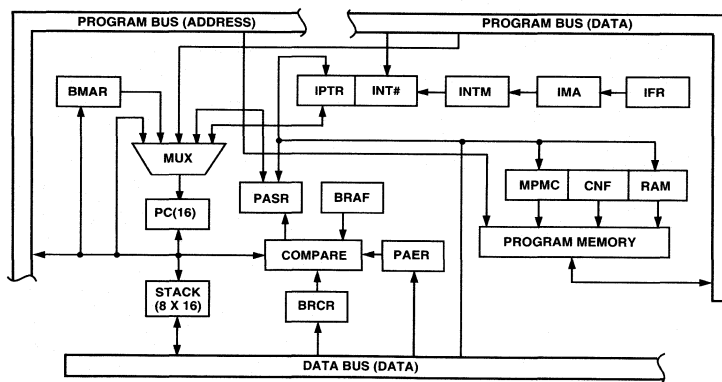 PROGRAM BUS (ADDRESS)
PROGRAM BUS (DATA)
BMAR
IPTR
INT#
INTM
IMA
IFR
MUX
MPMC
CNF
RAM
PASR
BRAF
PC(16)
PROGRAM MEMORY
COMPARE
PAER
STACK
(8 X 16)
BRCR
DATA BUS (DATA)